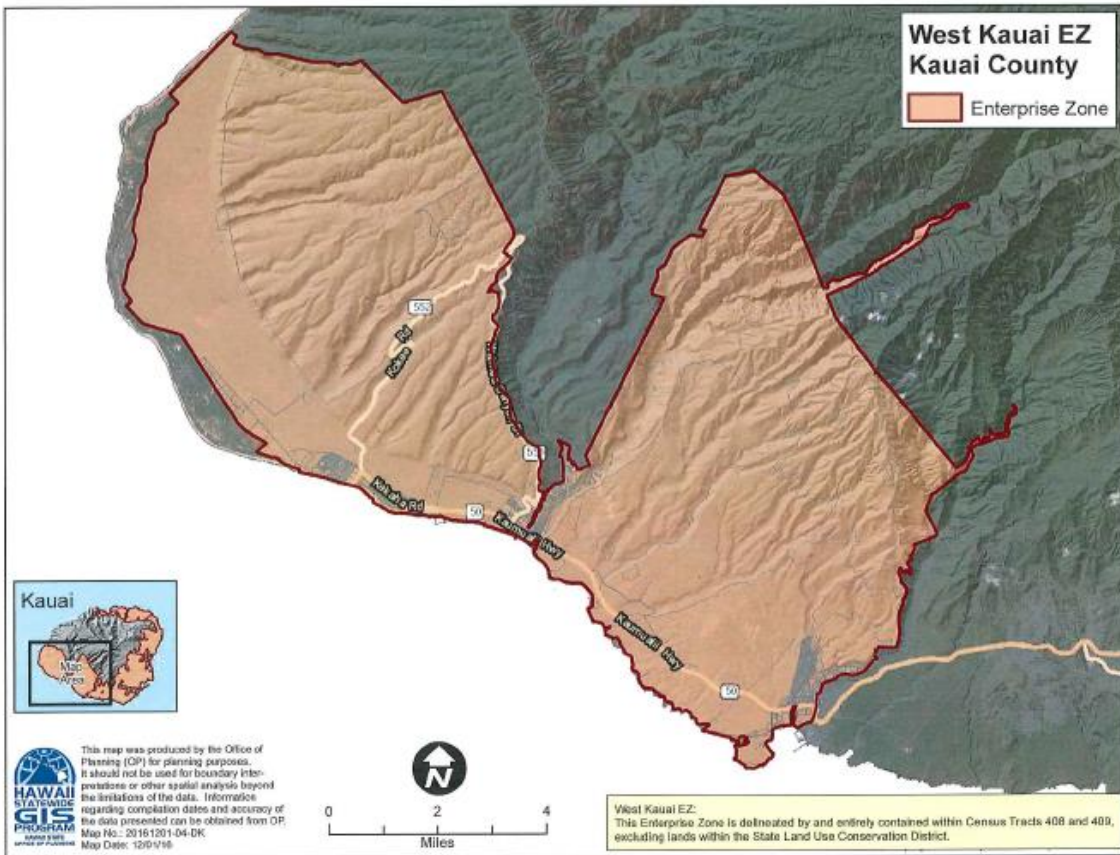 West Kauai EZ
Kauai County
Enterprise Zone
552
Kokee Rd
Kekaha Rd
50
Kaumualii Hwy
Kaumualii Hwy
50
Kauai
Map
Area
HAWAII
STATEWIDE
GIS
PROGRAM
HAWAII STATE
OFFICE OF PLANNING
This map was produced by the Office of
Planning (OP) for planning purposes.
It should not be used for boundary inter-
pretations or other spatial analysis beyond
the limitations of the data. Information
regarding compilation dates and accuracy of
the data presented can be obtained from OP.
Map No.: 20161201-04-DK
Map Date: 12/01/16
N
0 2 4
Miles
West Kauai EZ:
This Enterprise Zone is delineated by and entirely contained within Census Tracts 408 and 409,
excluding lands within the State Land Use Conservation District.